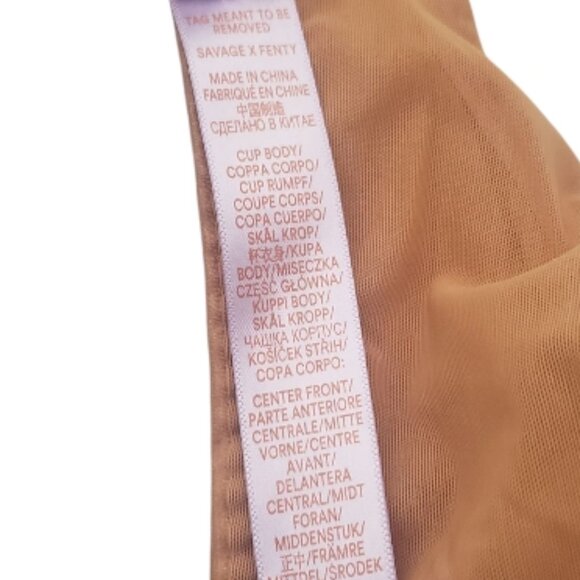 TAG MEANT TO BE
REMOVED
SAVAGE X FENTY
MADE IN CHINA
FABRIQUÉ EN CHINE
中国制造
СДЕЛАНО В КИТАЕ
CUP BODY/
COPPA CORPO/
CUP RUMPF/
COUPE CORPS/
COPA CUERPO/
SKÅL KROP/
杯衣身/KUPA
BODY/MISECZKA
CZĘŚĆ GŁÓWNA/
KUPPI BODY/
SKÅL KROPP/
ЧАШКА КОРПУС/
KOŠÍČEK STŘIH/
COPA CORPO:
CENTER FRONT/
PARTE ANTERIORE
CENTRALE/MITTE
VORNE/CENTRE
AVANT/
DELANTERA
CENTRAL/MIDT
FORAN/
MIDDENSTUK/
正中/FRÄMRE
MITTDEL/ŚRODEK